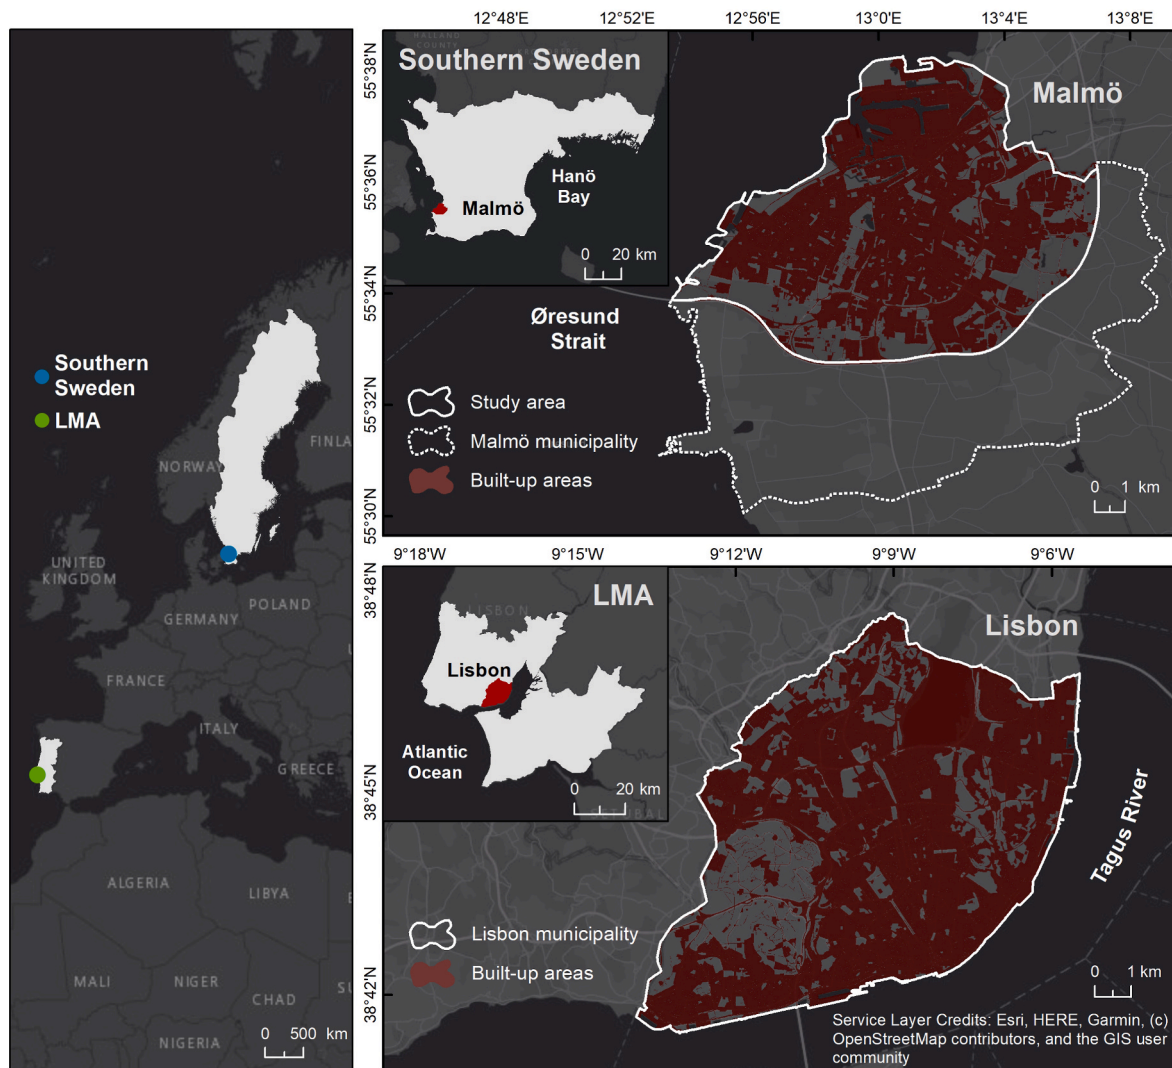 Southern
Sweden
LMA
NORWAY
FINLA
UNITED
KINGDOM
POLAND
GERMANY
FRANCE
ITALY
GREECE
ALGERIA
LIBYA
MALI
NIGER
CHAD
SU
NIGERIA
0 500 km
12°48'E 12°52'E 12°56'E 13°0'E 13°4'E 13°8'E
55°38'N
55°36'N
55°34'N
55°32'N
55°30'N
HALLAND
COUNTY
Southern Sweden
Hanö
Bay
Malmö
0 20 km
Malmö
Øresund
Strait
Study area
Malmö municipality
Built-up areas
0 1 km
9°18'W 9°15'W 9°12'W 9°9'W 9°6'W
38°48'N
38°45'N
38°42'N
LISBON
LMA
Lisbon
Atlantic
Ocean
0 20 km
Lisbon
Tagus River
Lisbon municipality
Built-up areas
0 1 km
Service Layer Credits: Esri, HERE, Garmin, (c)
OpenStreetMap contributors, and the GIS user
community